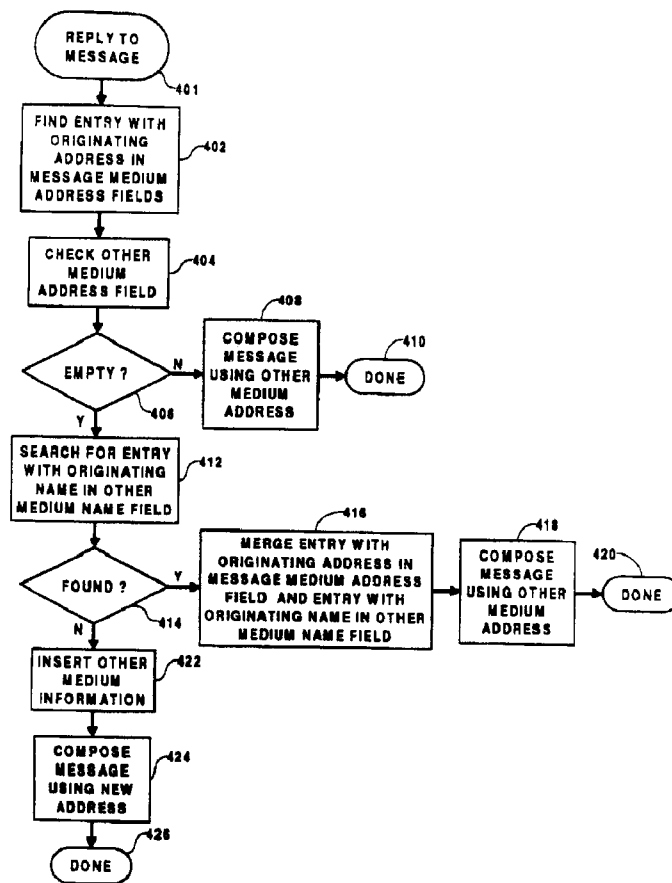 REPLY TO
MESSAGE
401
FIND ENTRY WITH
ORIGINATING
ADDRESS IN
MESSAGE MEDIUM
ADDRESS FIELDS
402
CHECK OTHER
MEDIUM
ADDRESS FIELD
404
EMPTY ?
406
N
Y
408
COMPOSE
MESSAGE
USING OTHER
MEDIUM
ADDRESS
410
DONE
SEARCH FOR ENTRY
WITH ORIGINATING
NAME IN OTHER
MEDIUM NAME FIELD
412
FOUND ?
414
Y
N
416
MERGE ENTRY WITH
ORIGINATING ADDRESS IN
MESSAGE MEDIUM ADDRESS
FIELD AND ENTRY WITH
ORIGINATING NAME IN OTHER
MEDIUM NAME FIELD
418
COMPOSE
MESSAGE
USING OTHER
MEDIUM
ADDRESS
420
DONE
INSERT OTHER
MEDIUM
INFORMATION
422
COMPOSE
MESSAGE
USING NEW
ADDRESS
424
426
DONE